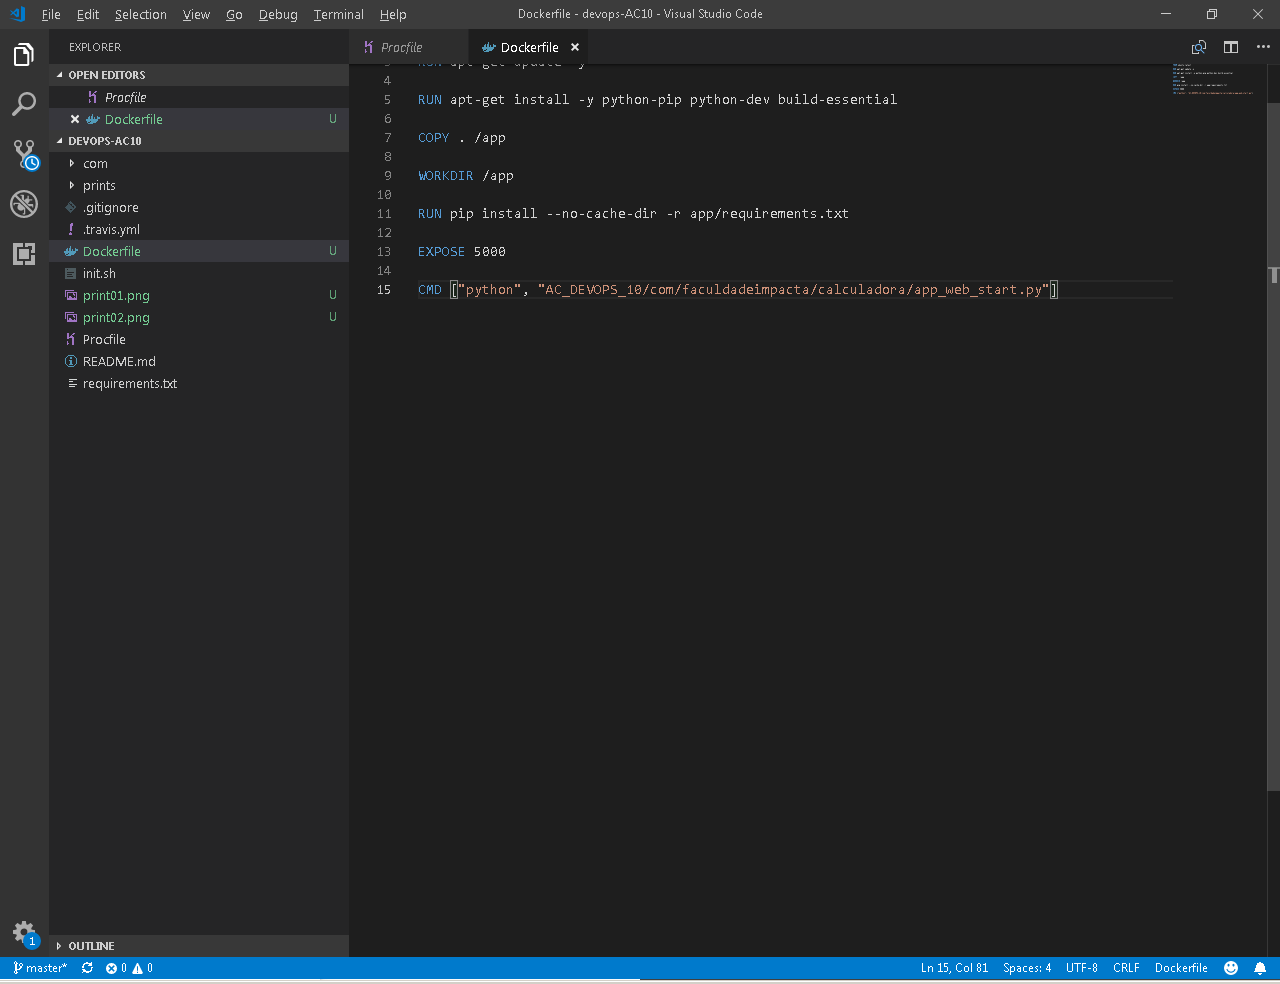 File Edit Selection View Go Debug Terminal Help
Dockerfile - devops-AC10 - Visual Studio Code
EXPLORER
OPEN EDITORS
Procfile
Dockerfile U
DEVOPS-AC10
com
prints
.gitignore
.travis.yml
Dockerfile U
init.sh
print01.png U
print02.png U
Procfile
README.md
requirements.txt
OUTLINE
1
Procfile
Dockerfile
3 RUN apt-get update -y
4
5 RUN apt-get install -y python-pip python-dev build-essential
6
7 COPY . /app
8
9 WORKDIR /app
10
11 RUN pip install --no-cache-dir -r app/requirements.txt
12
13 EXPOSE 5000
14
15 CMD ["python", "AC_DEVOPS_10/com/faculdadeimpacta/calculadora/app_web_start.py"]
master* 0 0
Ln 15, Col 81 Spaces: 4 UTF-8 CRLF Dockerfile